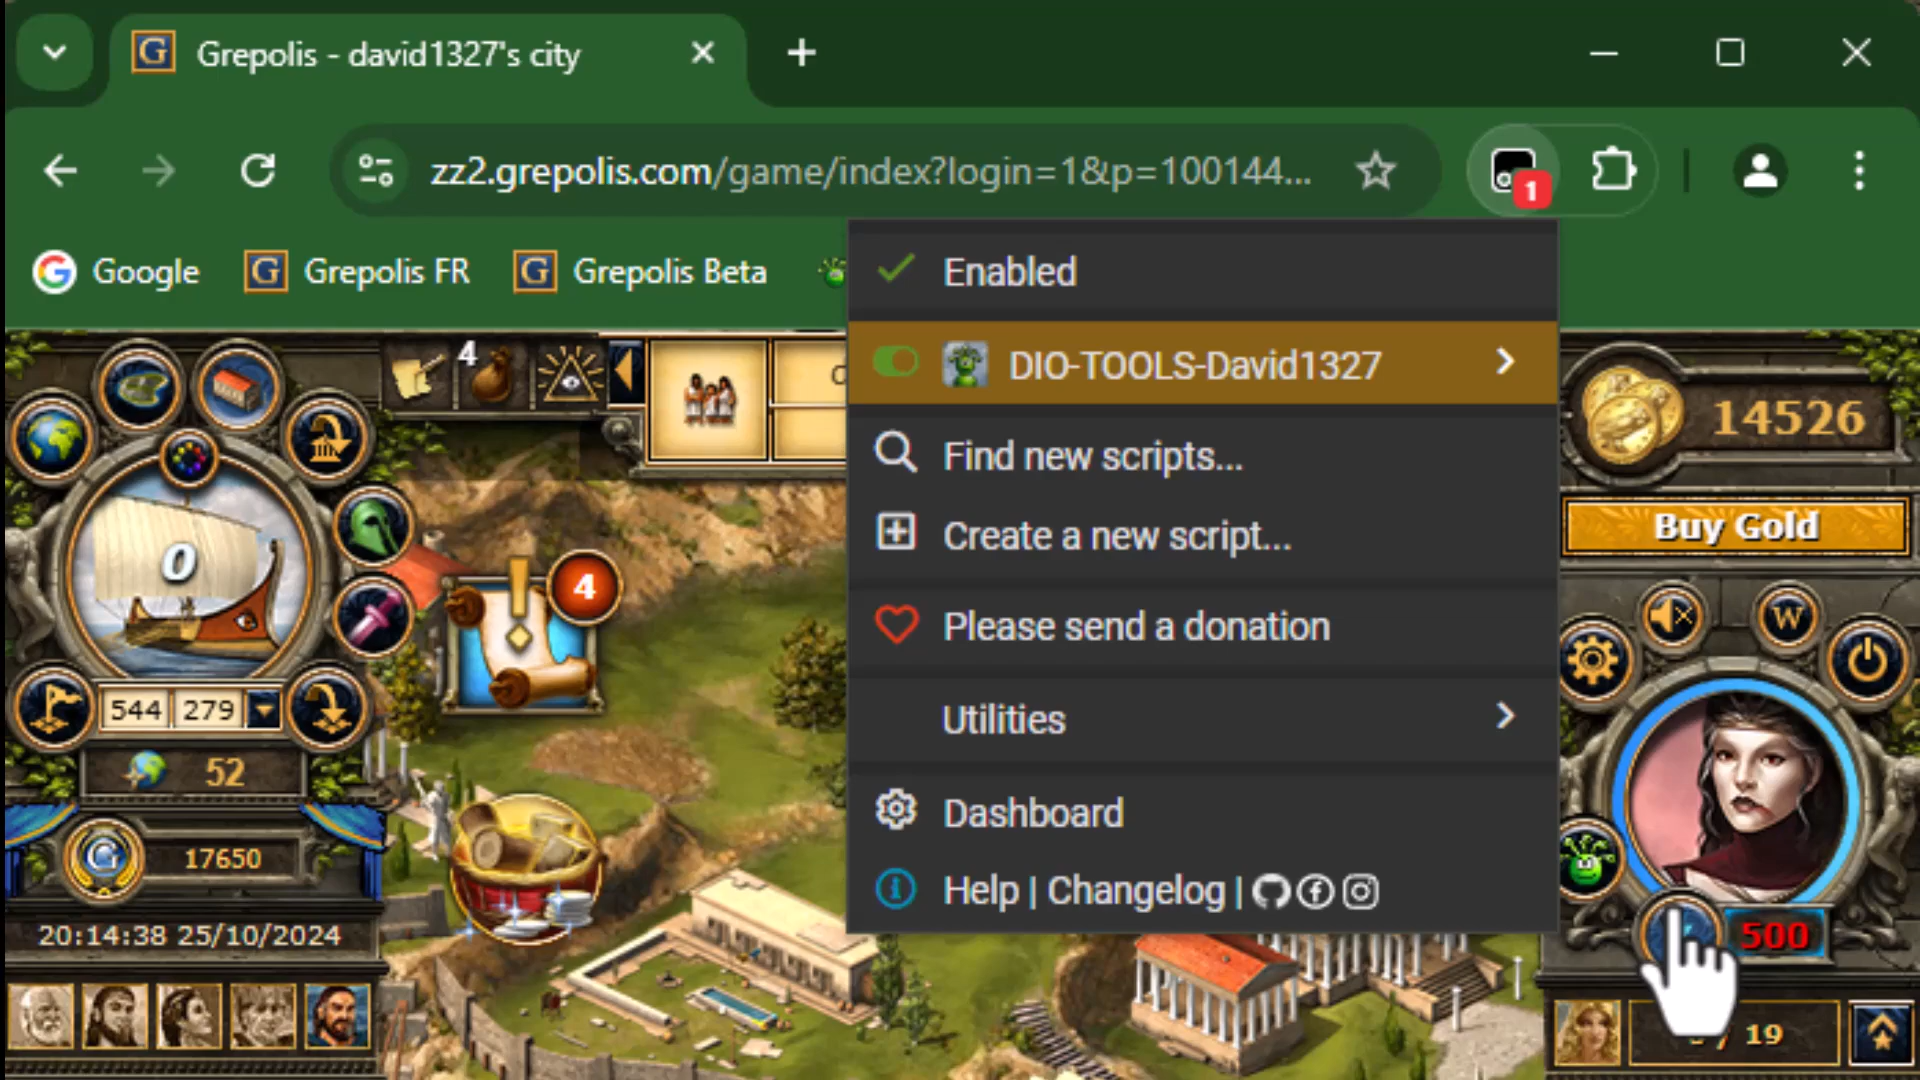 Grepolis - david1327's city
zz2.grepolis.com/game/index?login=1&p=100144...
1
Google
Grepolis FR
Grepolis Beta
Enabled
DIO-TOOLS-David1327
Find new scripts...
Create a new script...
Please send a donation
Utilities
Dashboard
Help | Changelog |
4
0
4
544
279
52
17650
20:14:38 25/10/2024
14526
Buy Gold
W
500
/ 19